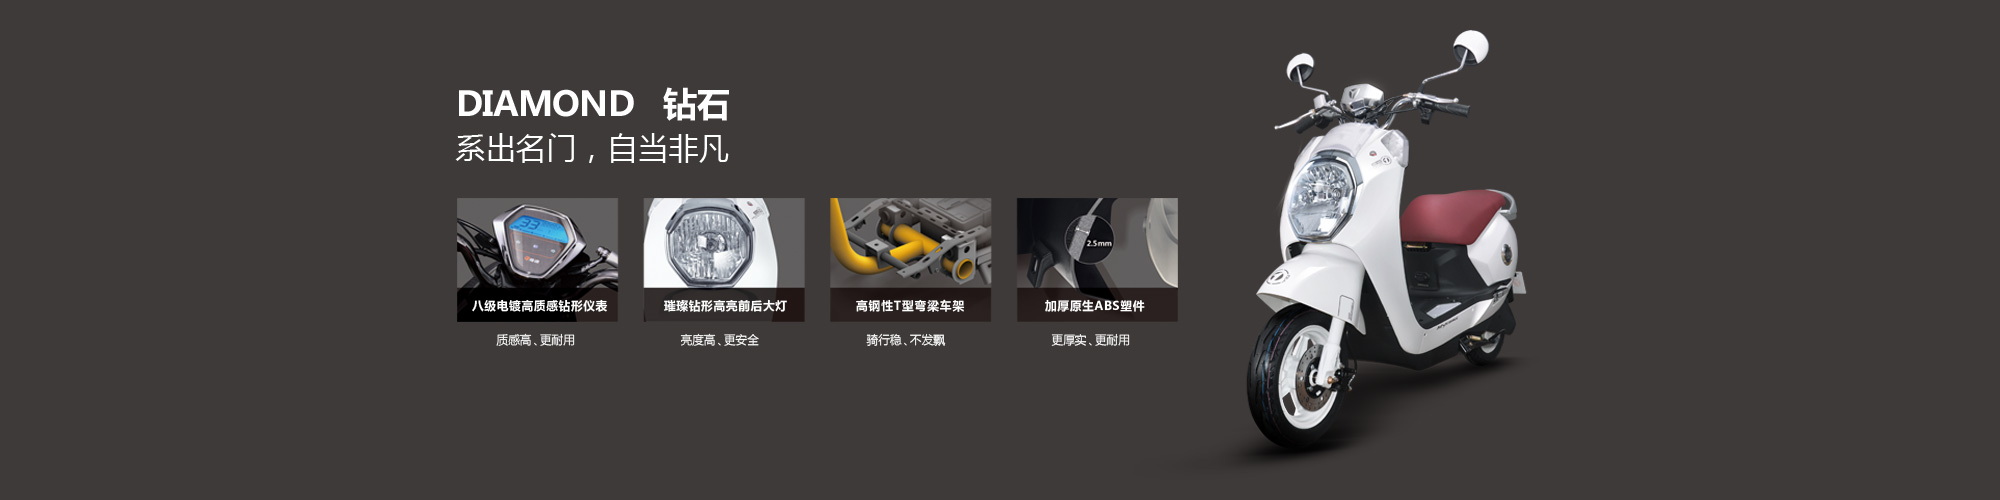 DIAMOND 钻石
系出名门，自当非凡
33
2.5mm
八级电镀高质感钻形仪表
璀璨钻形高亮前后大灯
高钢性T型弯梁车架
加厚原生ABS塑件
质感高、更耐用
亮度高、更安全
骑行稳、不发飘
更厚实、更耐用